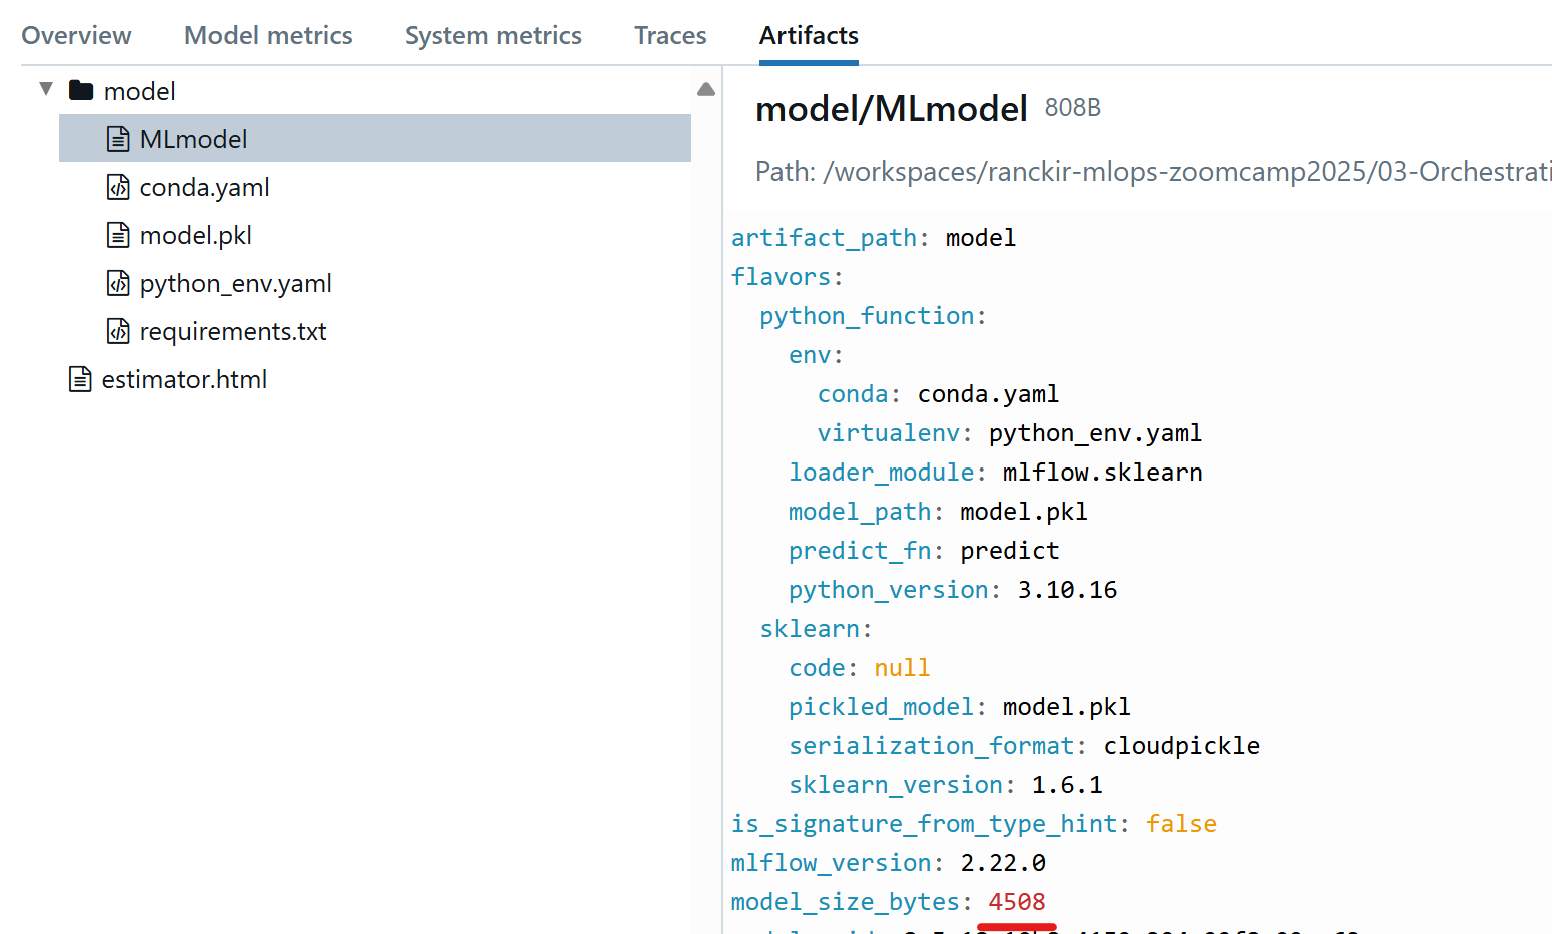 Overview Model metrics System metrics Traces Artifacts
model
MLmodel
conda.yaml
model.pkl
python_env.yaml
requirements.txt
estimator.html
model/MLmodel 808B
Path: /workspaces/ranckir-mlops-zoomcamp2025/03-Orchestrati
artifact_path: model
flavors:
python_function:
env:
conda: conda.yaml
virtualenv: python_env.yaml
loader_module: mlflow.sklearn
model_path: model.pkl
predict_fn: predict
python_version: 3.10.16
sklearn:
code: null
pickled_model: model.pkl
serialization_format: cloudpickle
sklearn_version: 1.6.1
is_signature_from_type_hint: false
mlflow_version: 2.22.0
model_size_bytes: 4508